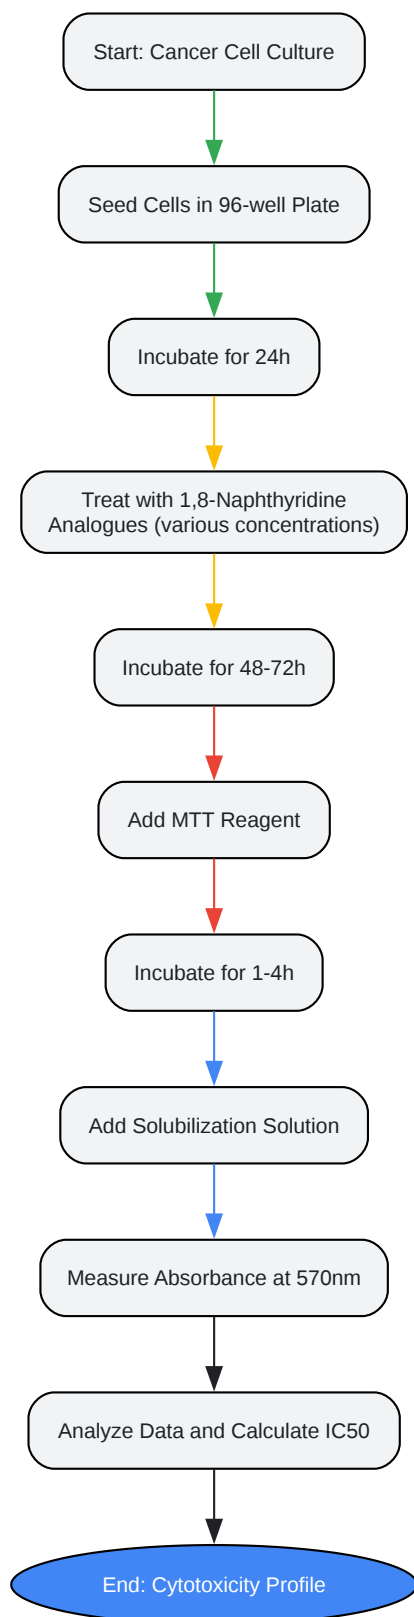 Start: Cancer Cell Culture
Seed Cells in 96-well Plate
Incubate for 24h
Treat with 1,8-Naphthyridine
Analogues (various concentrations)
Incubate for 48-72h
Add MTT Reagent
Incubate for 1-4h
Add Solubilization Solution
Measure Absorbance at 570nm
Analyze Data and Calculate IC50
End: Cytotoxicity Profile